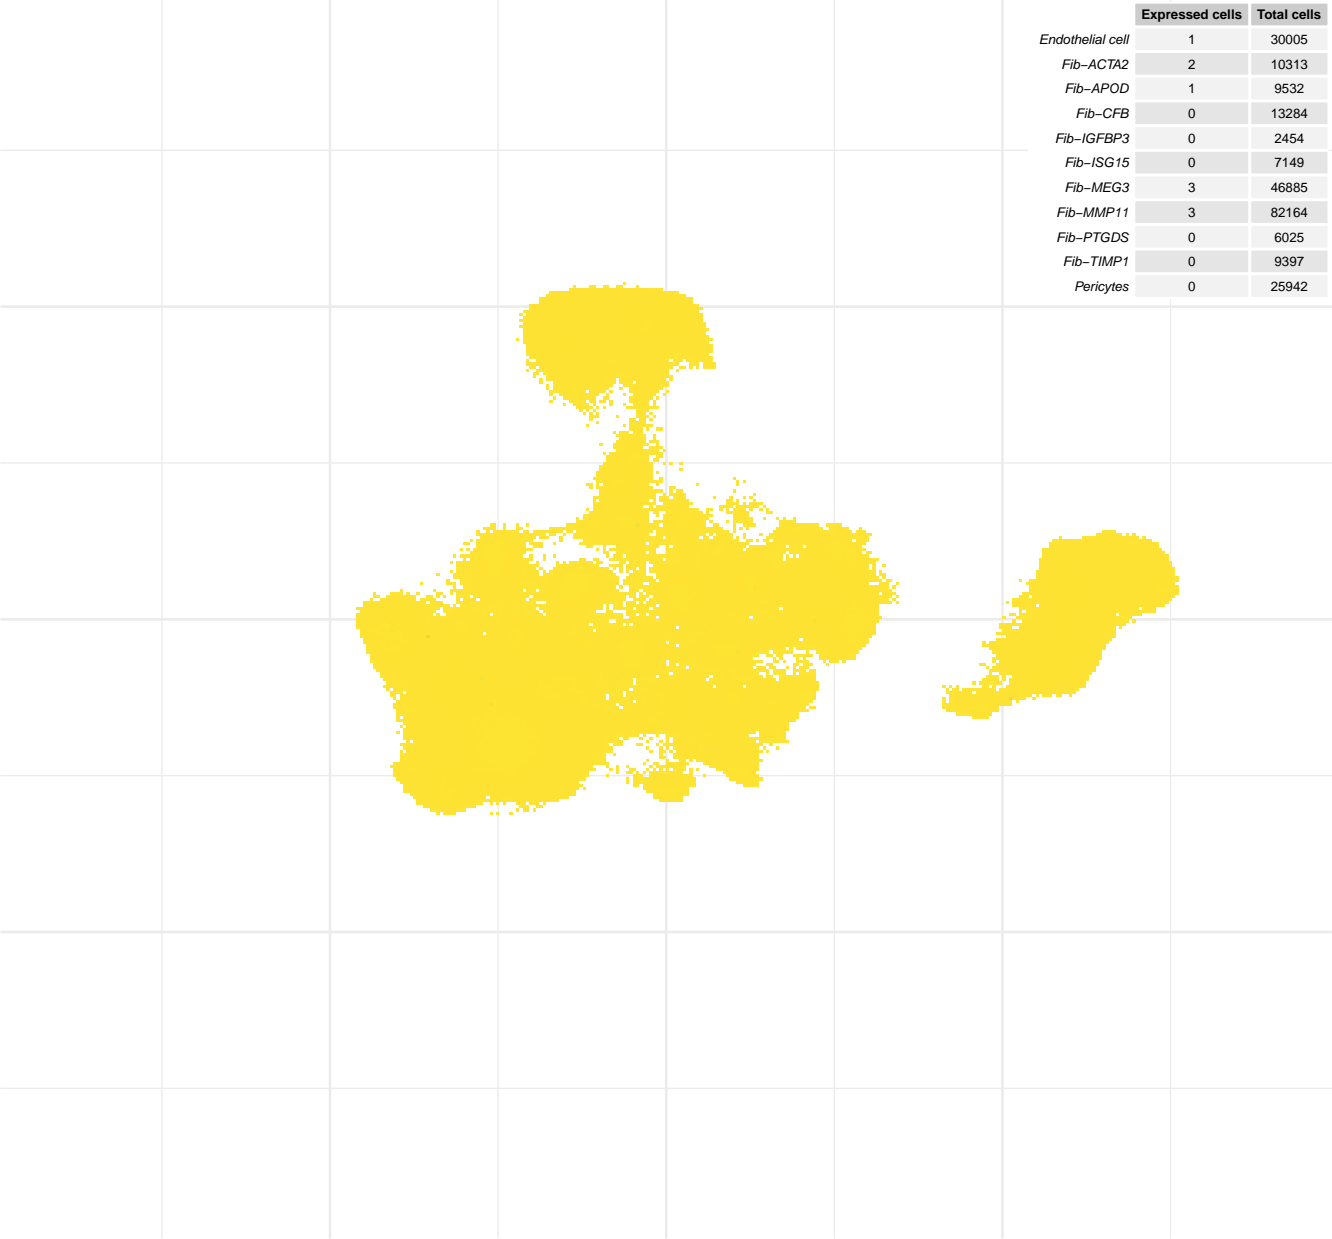 Expressed cells Total cells
Endothelial cell 1 30005
Fib−ACTA2 2 10313
Fib−APOD 1 9532
Fib−CFB 0 13284
Fib−IGFBP3 0 2454
Fib−ISG15 0 7149
Fib−MEG3 3 46885
Fib−MMP11 3 82164
Fib−PTGDS 0 6025
Fib−TIMP1 0 9397
Pericytes 0 25942